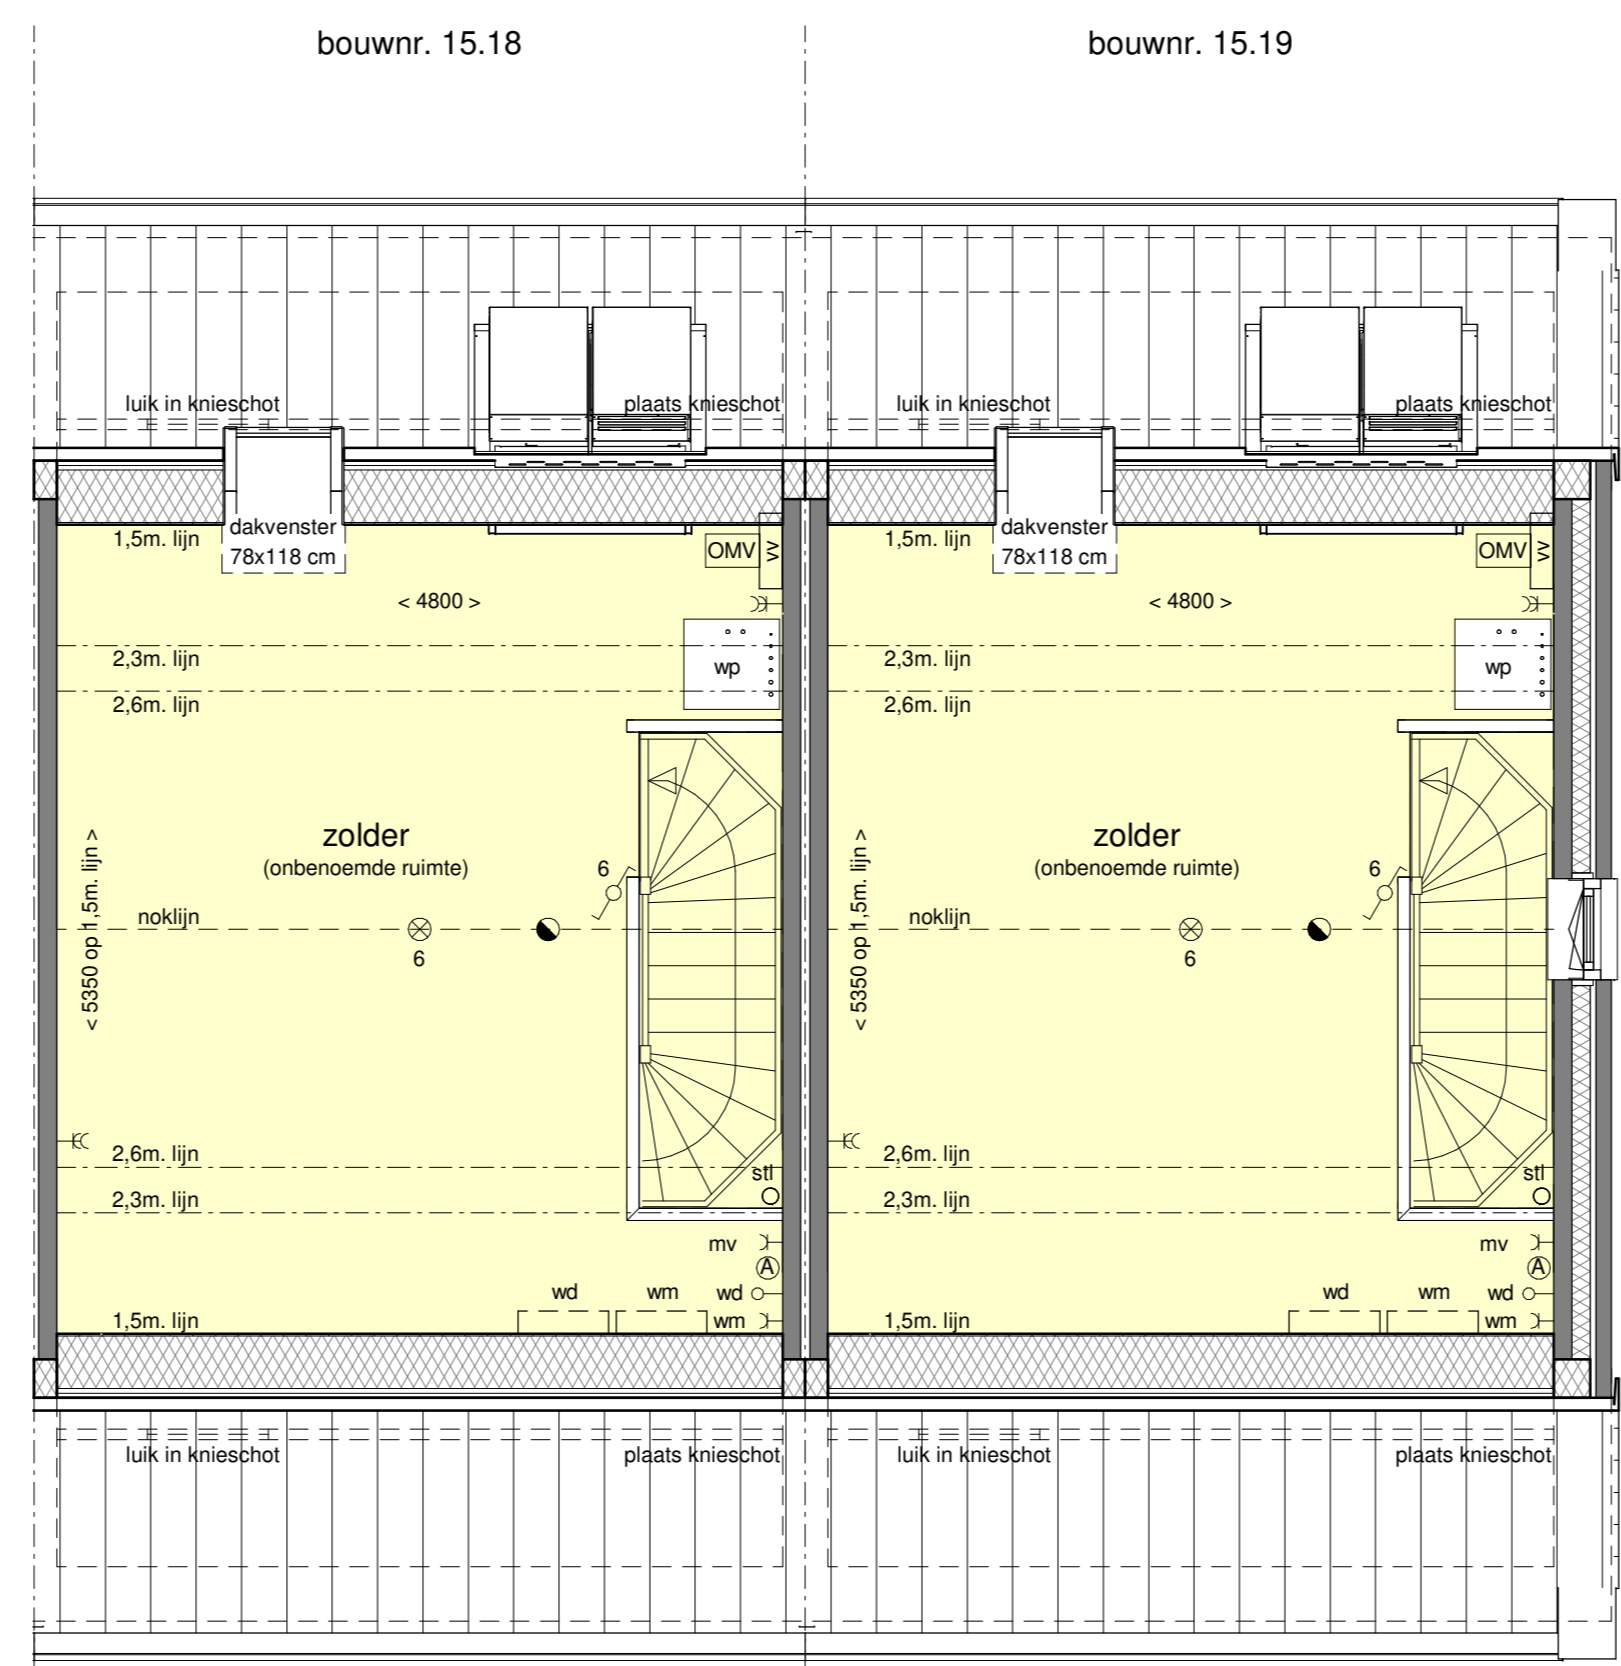 bouwnr. 15.18
bouwnr. 15.19
luik in knieschot
plaats knieschot
luik in knieschot
plaats knieschot
1,5m. lijn
dakvenster
78x118 cm
OMV
VV
1,5m. lijn
dakvenster
78x118 cm
OMV
VV
< 4800 >
< 4800 >
2,3m. lijn
wp
2,3m. lijn
wp
2,6m. lijn
2,6m. lijn
zolder
(onbenoemde ruimte)
6
zolder
(onbenoemde ruimte)
6
< 5350 op 1,5m. lijn >
noklijn
6
< 5350 op 1,5m. lijn >
noklijn
6
2,6m. lijn
stl
2,6m. lijn
stl
2,3m. lijn
2,3m. lijn
mv
A
mv
A
wd
wm
wd
wd
wm
wd
1,5m. lijn
wm
1,5m. lijn
wm
luik in knieschot
plaats knieschot
luik in knieschot
plaats knieschot